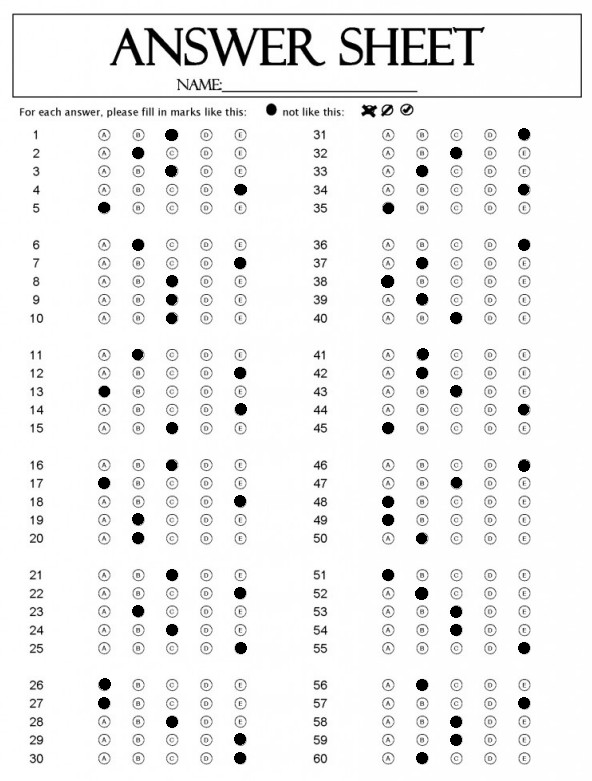 ANSWER SHEET
NAME:
For each answer, please fill in marks like this: not like this:
1 A B D E 31 A B C D
2 A C D E 32 A B D E
3 A B D E 33 A C D E
4 A B C D 34 A B C D
5 B C D E 35 B C D E
6 A C D E 36 A B C D
7 A B C D 37 A C D E
8 A B D E 38 B C D E
9 A B D E 39 A C D E
10 A B D E 40 A B D E
11 A C D E 41 A C D E
12 A B C D 42 A C D E
13 B C D E 43 A B D E
14 A B C D 44 A B C D
15 A B D E 45 B C D E
16 A B D E 46 A B C D
17 B C D E 47 A B D E
18 A B C D 48 B C D E
19 A C D E 49 B C D E
20 A C D E 50 A C D E
21 A B D E 51 B C D E
22 A B C D 52 A C D E
23 A C D E 53 A B D E
24 A B D E 54 A B D E
25 A B C D 55 A B C D
26 B C D E 56 A C D E
27 B C D E 57 A B C D
28 A B D E 58 A B D E
29 A B C D 59 A B D E
30 A B C D 60 A C D E